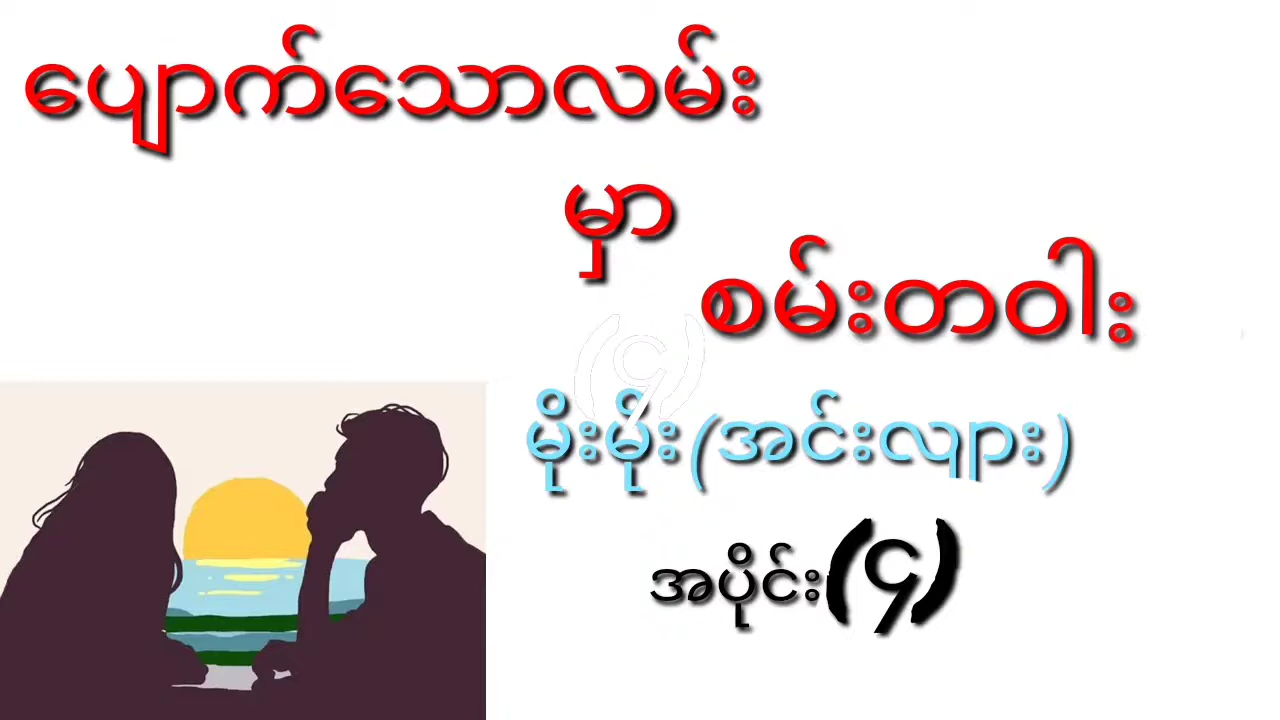 ပျောက်သောလမ်း
မှာ
စမ်းတဝါး
(၄)
မိုးမိုး(အင်းလျား)
အပိုင်း(၄)